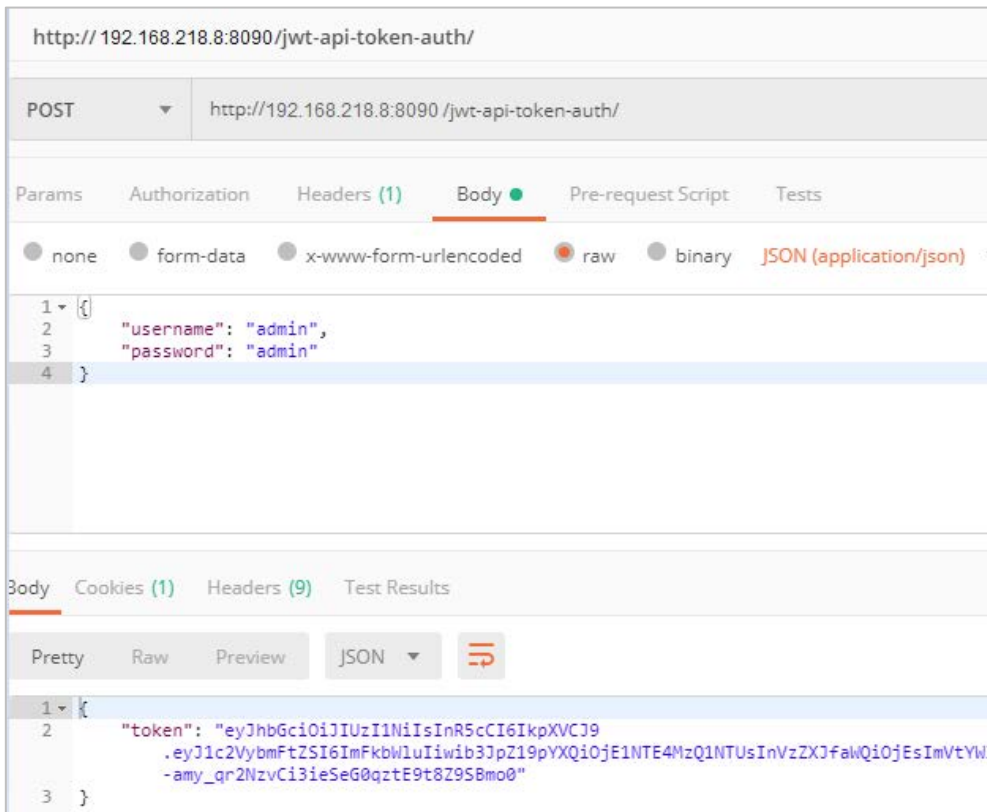 http://192.168.218.8:8090/jwt-api-token-auth/
POST http://192.168.218.8:8090 /jwt-api-token-auth/
Params Authorization Headers (1) Body Pre-request Script Tests
none form-data x-www-form-urlencoded raw binary JSON (application/json)
1 {
2 "username": "admin",
3 "password": "admin"
4 }
Body Cookies (1) Headers (9) Test Results
Pretty Raw Preview JSON
1 {
2 "token": "eyJhbGciOiJIUzI1NiIsInR5cCI6IkpXVCJ9
.eyJ1c2VybmFtZSI6ImFkbWluIiwib3JpZ19pYXQiOjE1NTE4MzQ1NTUsInVzZXJfaWQiOjEsImVtYW
-amy_qr2NzvCi3ieSeG0qztE9t8Z9SBmo0"
3 }